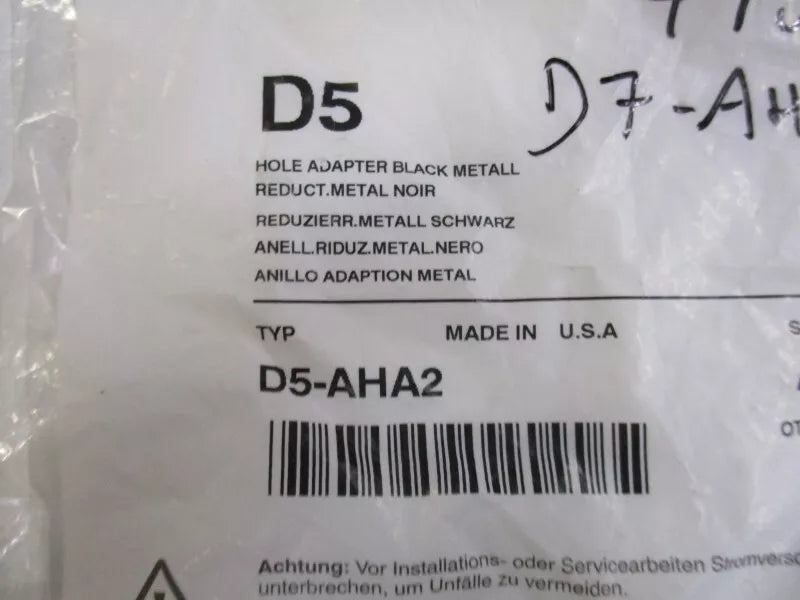 D5
D7-AH
HOLE ADAPTER BLACK METALL
REDUCT.METAL NOIR
REDUZIERR.METALL SCHWARZ
ANELL.RIDUZ.METAL.NERO
ANILLO ADAPTION METAL
TYP MADE IN U.S.A
D5-AHA2
Achtung: Vor Installations- oder Servicearbeiten
unterbrechen, um Unfälle zu vermeiden.